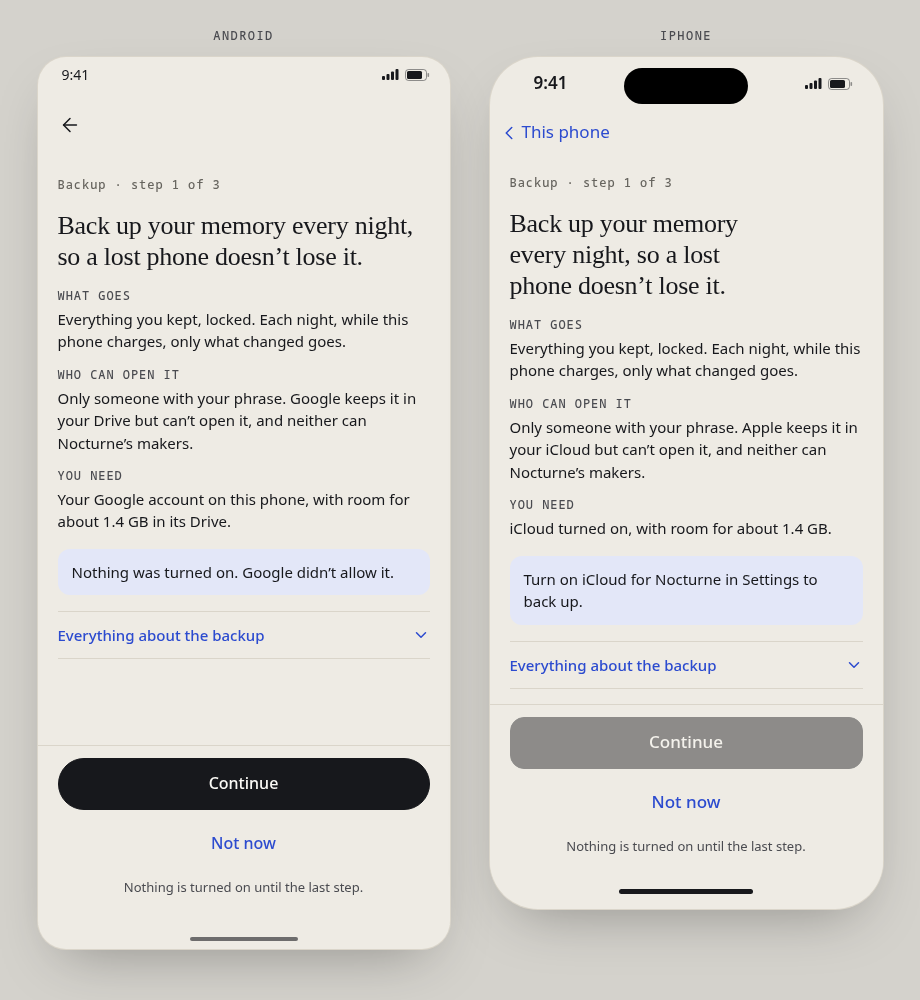 ANDROID
9:41
Backup · step 1 of 3
Back up your memory every night,
so a lost phone doesn’t lose it.
WHAT GOES
Everything you kept, locked. Each night, while this
phone charges, only what changed goes.
WHO CAN OPEN IT
Only someone with your phrase. Google keeps it in
your Drive but can’t open it, and neither can
Nocturne’s makers.
YOU NEED
Your Google account on this phone, with room for
about 1.4 GB in its Drive.
Nothing was turned on. Google didn’t allow it.
Everything about the backup
Continue
Not now
Nothing is turned on until the last step.
IPHONE
9:41
This phone
Backup · step 1 of 3
Back up your memory
every night, so a lost
phone doesn’t lose it.
WHAT GOES
Everything you kept, locked. Each night, while this
phone charges, only what changed goes.
WHO CAN OPEN IT
Only someone with your phrase. Apple keeps it in
your iCloud but can’t open it, and neither can
Nocturne’s makers.
YOU NEED
iCloud turned on, with room for about 1.4 GB.
Turn on iCloud for Nocturne in Settings to
back up.
Everything about the backup
Continue
Not now
Nothing is turned on until the last step.